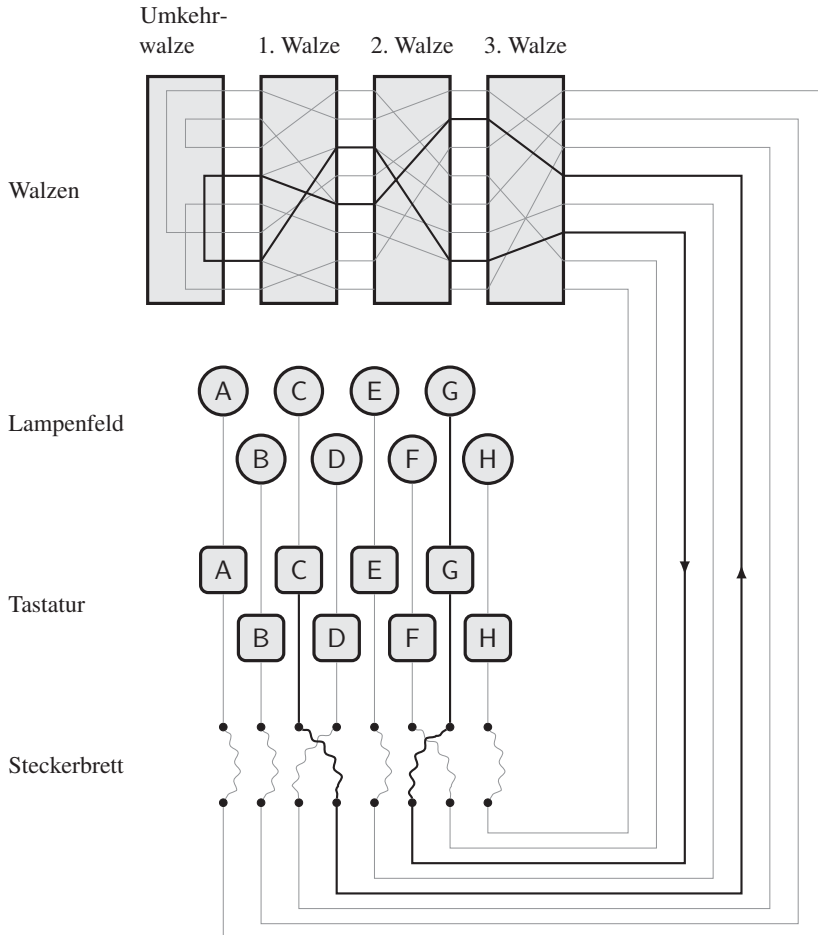 Umkehr-
walze 1. Walze 2. Walze 3. Walze
Walzen
A C E G
Lampenfeld
B D F H
A C E G
Tastatur
B D F H
Steckerbrett